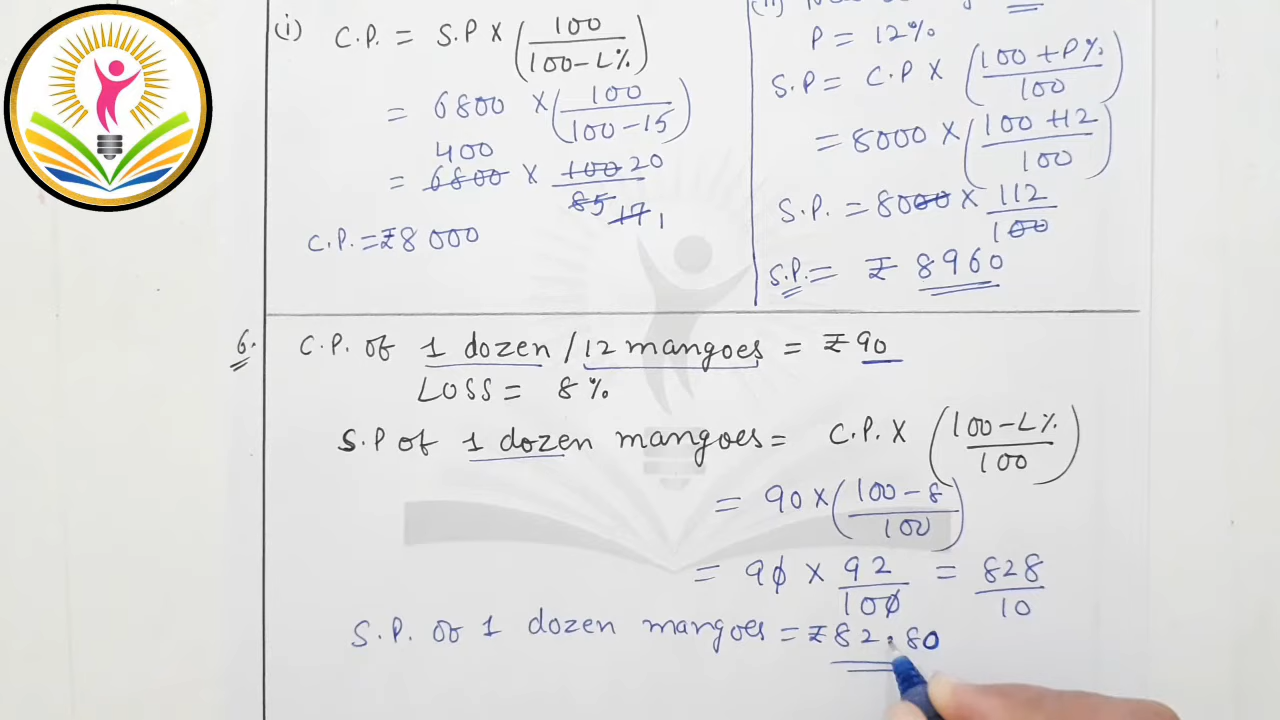 (i) C.P. = S.P × (100/100-L%)
= 6800 × (100/100-15)
400
= 6800 × 100 20/85 17 1
C.P. = ₹8000
P = 12%
S.P = C.P × (100+P%/100)
= 8000 × (100+12/100)
S.P. = 8000 × 112/100
S.P. = ₹ 8960
6. C.P. of 1 dozen / 12 mangoes = ₹90
LOSS = 8%
S.P of 1 dozen mangoes = C.P. × (100-L%/100)
= 90 × (100-8/100)
= 90 × 92/100 = 828/10
S.P. of 1 dozen mangoes = ₹82.80